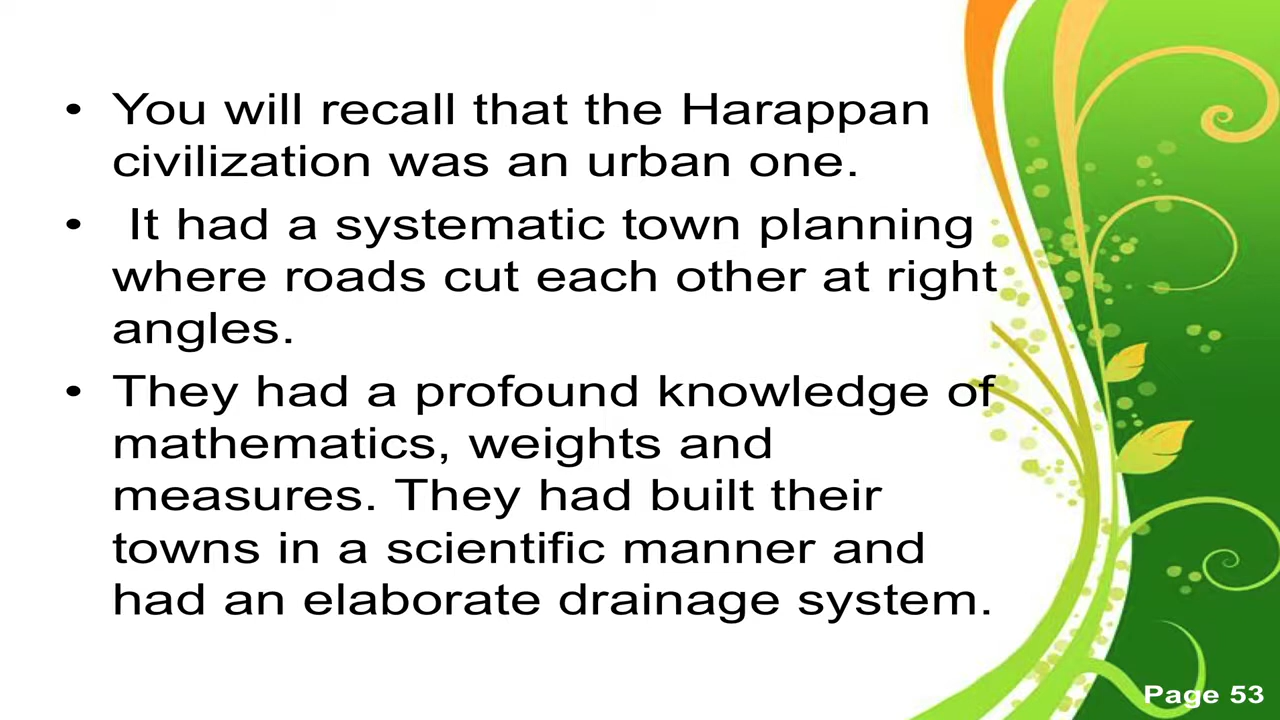 • You will recall that the Harappan
civilization was an urban one.
• It had a systematic town planning
where roads cut each other at right
angles.
• They had a profound knowledge of
mathematics, weights and
measures. They had built their
towns in a scientific manner and
had an elaborate drainage system.
Page 53